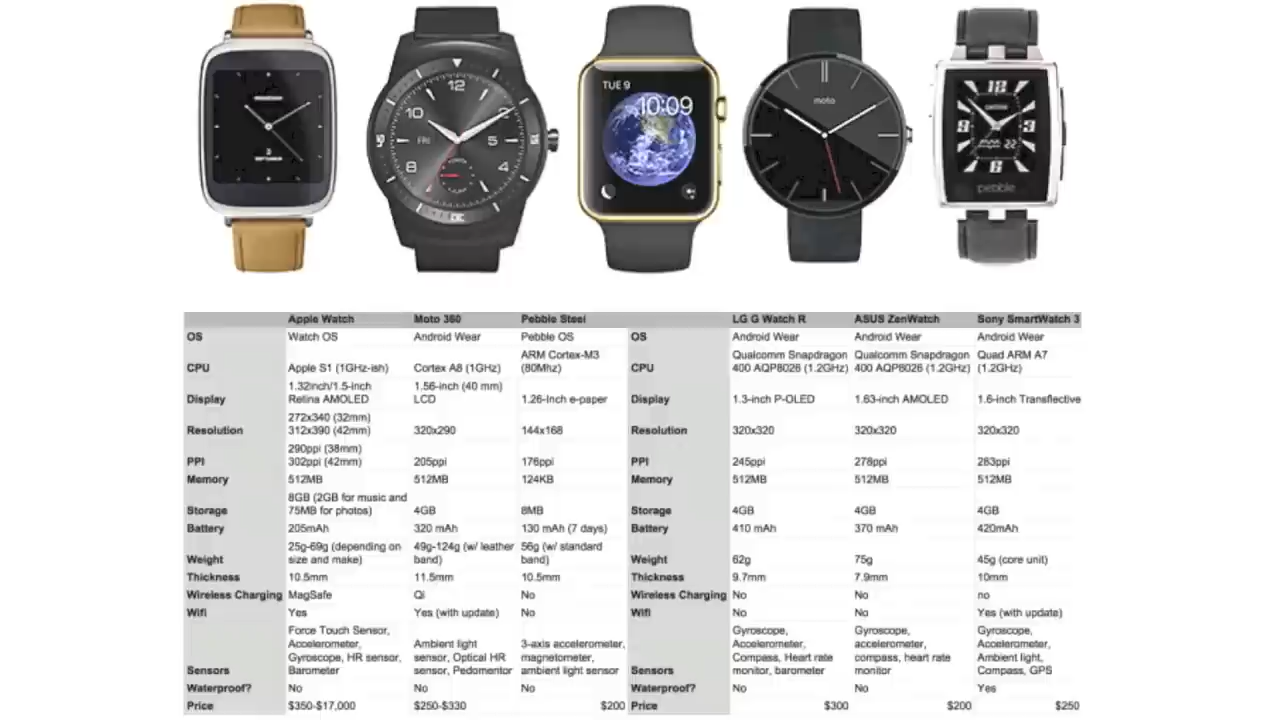 TUE 9
10:09
12
10
FRI
5
8
4
moto
12
3
9
22
6
pebble
Apple Watch Moto 360 Pebble Steel LG G Watch R ASUS ZenWatch Sony SmartWatch 3
OS Watch OS Android Wear Pebble OS OS Android Wear Android Wear Android Wear
ARM Cortex-M3 Qualcomm Snapdragon Qualcomm Snapdragon Quad ARM A7
CPU Apple S1 (1GHz-ish) Cortex A8 (1GHz) (80Mhz) CPU 400 AQP8026 (1.2GHz) 400 AQP8026 (1.2GHz) (1.2GHz)
1.32inch/1.5-inch 1.56-inch (40 mm)
Display Retina AMOLED LCD 1.26-Inch e-paper Display 1.3-inch P-OLED 1.63-inch AMOLED 1.6-inch Transflective
272x340 (32mm)
Resolution 312x390 (42mm) 320x290 144x168 Resolution 320x320 320x320 320x320
290ppi (38mm)
PPI 302ppi (42mm) 205ppi 176ppi PPI 245ppi 278ppi 283ppi
Memory 512MB 512MB 124KB Memory 512MB 512MB 512MB
8GB (2GB for music and
Storage 75MB for photos) 4GB 8MB Storage 4GB 4GB 4GB
Battery 205mAh 320 mAh 130 mAh (7 days) Battery 410 mAh 370 mAh 420mAh
25g-69g (depending on 49g-124g (w/ leather 56g (w/ standard
Weight size and make) band) band) Weight 62g 75g 45g (core unit)
Thickness 10.5mm 11.5mm 10.5mm Thickness 9.7mm 7.9mm 10mm
Wireless Charging MagSafe Qi No Wireless Charging No No no
Wifi Yes Yes (with update) No Wifi No No Yes (with update)
Force Touch Sensor, Gyroscope, Gyroscope, Gyroscope,
Accelerometer, Ambient light 3-axis accelerometer, Accelerometer, accelerometer, Accelerometer,
Gyroscope, HR sensor, sensor, Optical HR magnetometer, Compass, Heart rate compass, heart rate Ambient light,
Sensors Barometer sensor, Pedomentor ambient light sensor Sensors monitor, barometer monitor Compass, GPS
Waterproof? No No No Waterproof? No No Yes
Price $350-$17,000 $250-$330 $200 Price $300 $200 $250